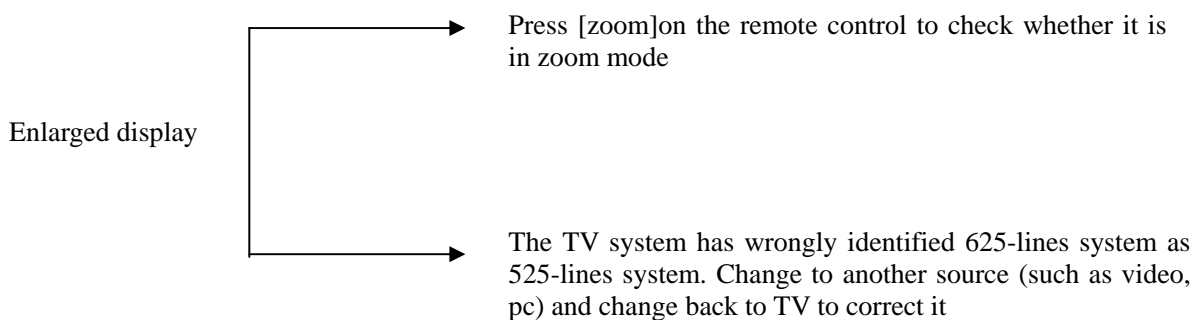 Press [zoom]on the remote control to check whether it is
in zoom mode
Enlarged display
The TV system has wrongly identified 625-lines system as
525-lines system. Change to another source (such as video,
pc) and change back to TV to correct it